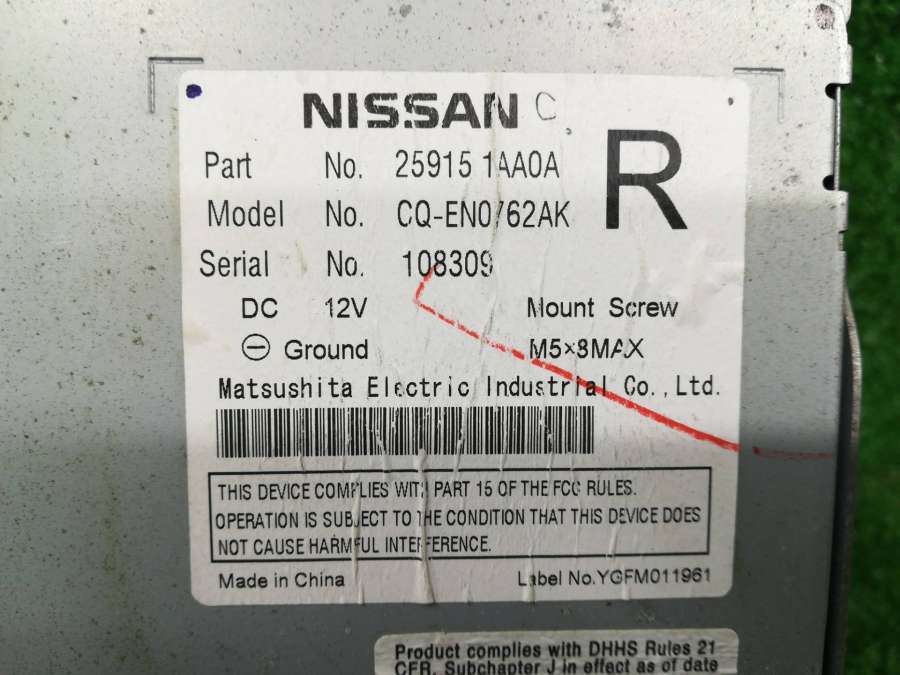 NISSAN C
R
Part No. 25915 1AA0A
Model No. CQ-EN0762AK
Serial No. 108309
DC 12V Mount Screw
⊖ Ground M5×8MAX
Matsushita Electric Industrial Co., Ltd.
THIS DEVICE COMPLIES WITH PART 15 OF THE FCC RULES.
OPERATION IS SUBJECT TO THE CONDITION THAT THIS DEVICE DOES
NOT CAUSE HARMFUL INTERFERENCE.
Made in China Label No.YGFM011961
Product complies with DHHS Rules 21
CFR, Subchapter J in effect as of date